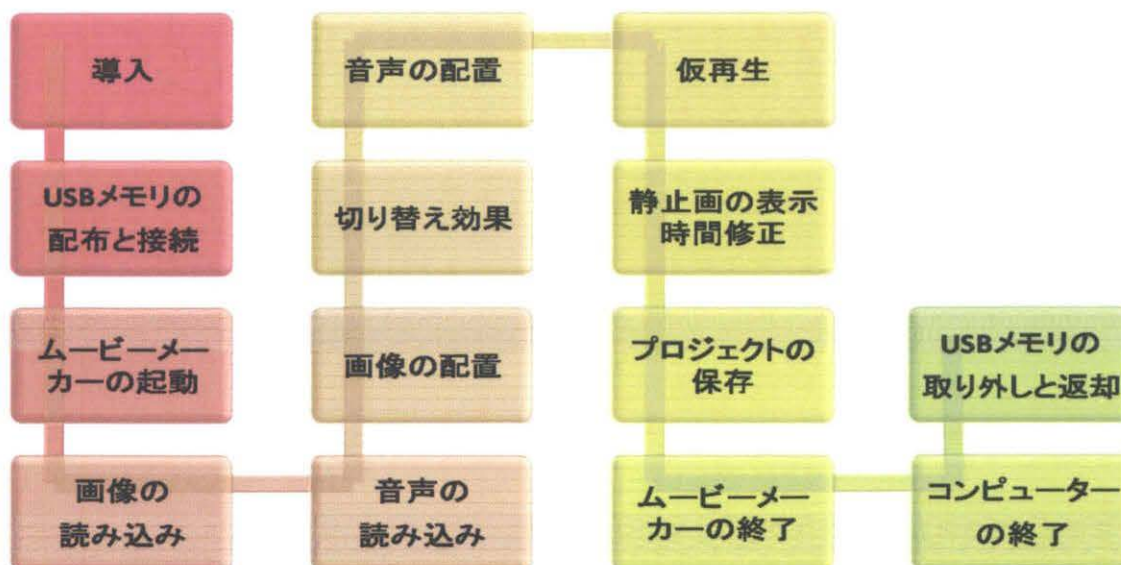 導入
USBメモリの
配布と接続
ムービーメー
カーの起動
画像の
読み込み
音声の
読み込み
画像の配置
切り替え効果
音声の配置
仮再生
静止画の表示
時間修正
プロジェクトの
保存
ムービーメー
カーの終了
コンピューター
の終了
USBメモリの
取り外しと返却